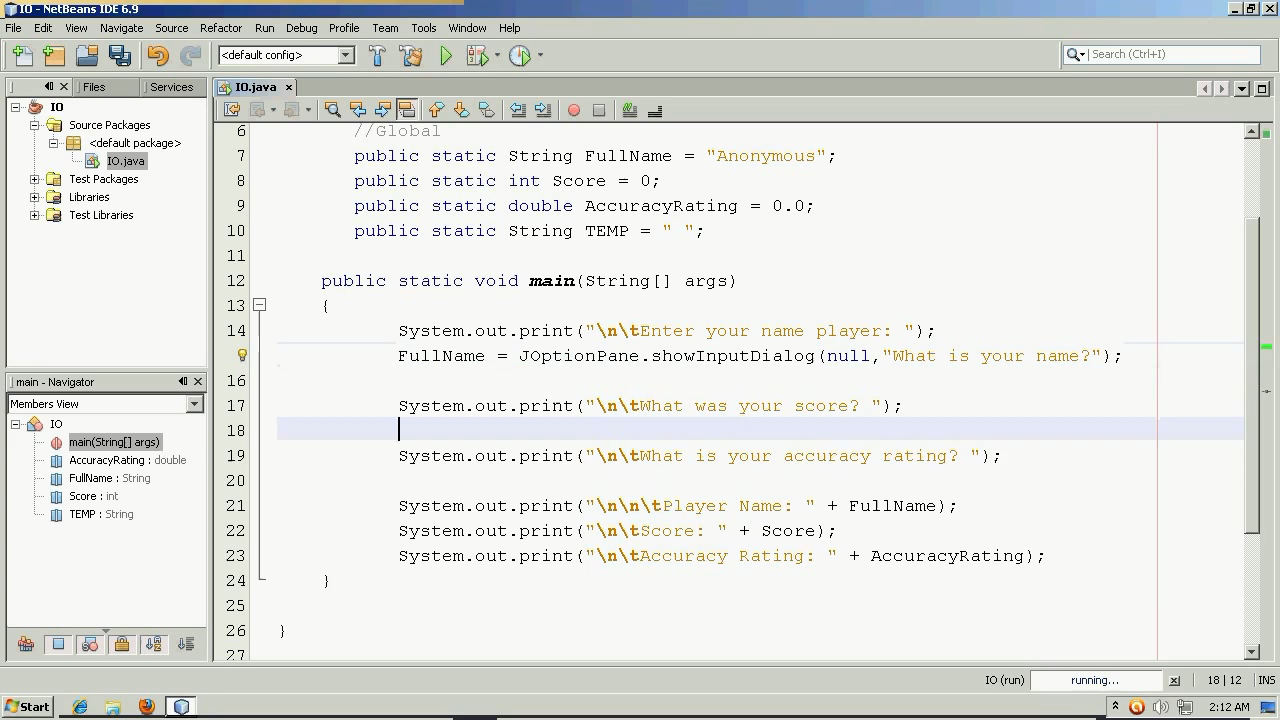 IO - NetBeans IDE 6.9
File Edit View Navigate Source Refactor Run Debug Profile Team Tools Window Help
<default config>
Search (Ctrl+I)
Files Services
IO.java
IO
Source Packages
<default package>
IO.java
Test Packages
Libraries
Test Libraries
6 //Global
7 public static String FullName = "Anonymous";
8 public static int Score = 0;
9 public static double AccuracyRating = 0.0;
10 public static String TEMP = " ";
11
12 public static void main(String[] args)
13 {
14 System.out.print("\n\tEnter your name player: ");
FullName = JOptionPane.showInputDialog(null,"What is your name?");
16
17 System.out.print("\n\tWhat was your score? ");
18
19 System.out.print("\n\tWhat is your accuracy rating? ");
20
21 System.out.print("\n\n\tPlayer Name: " + FullName);
22 System.out.print("\n\tScore: " + Score);
23 System.out.print("\n\tAccuracy Rating: " + AccuracyRating);
24 }
25
26 }
27
main - Navigator
Members View
IO
main(String[] args)
AccuracyRating : double
FullName : String
Score : int
TEMP : String
IO (run) running... 18 | 12 INS
Start
2:12 AM